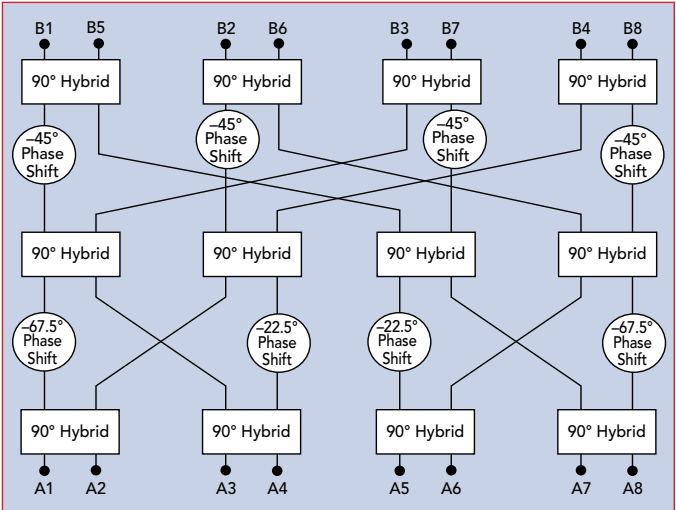 B1 B5 B2 B6 B3 B7 B4 B8
90° Hybrid 90° Hybrid 90° Hybrid 90° Hybrid
–45° Phase Shift
–45° Phase Shift
–45° Phase Shift
–45° Phase Shift
90° Hybrid 90° Hybrid 90° Hybrid 90° Hybrid
–67.5° Phase Shift
–22.5° Phase Shift
–22.5° Phase Shift
–67.5° Phase Shift
90° Hybrid 90° Hybrid 90° Hybrid 90° Hybrid
A1 A2 A3 A4 A5 A6 A7 A8